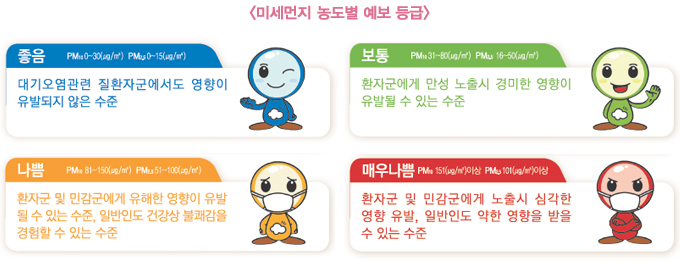 〈미세먼지 농도별 예보 등급〉
좋음 PM10 0~30(㎍/㎥) PM2.5 0~15(㎍/㎥)
대기오염관련 질환자군에서도 영향이
유발되지 않은 수준
보통 PM10 31~80(㎍/㎥) PM2.5 16~50(㎍/㎥)
환자군에게 만성 노출시 경미한 영향이
유발될 수 있는 수준
나쁨 PM10 81~150(㎍/㎥) PM2.5 51~100(㎍/㎥)
환자군 및 민감군에게 유해한 영향이 유발
될 수 있는 수준, 일반인도 건강상 불쾌감을
경험할 수 있는 수준
매우나쁨 PM10 151(㎍/㎥)이상 PM2.5 101(㎍/㎥)이상
환자군 및 민감군에게 노출시 심각한
영향 유발, 일반인도 약한 영향을 받을
수 있는 수준